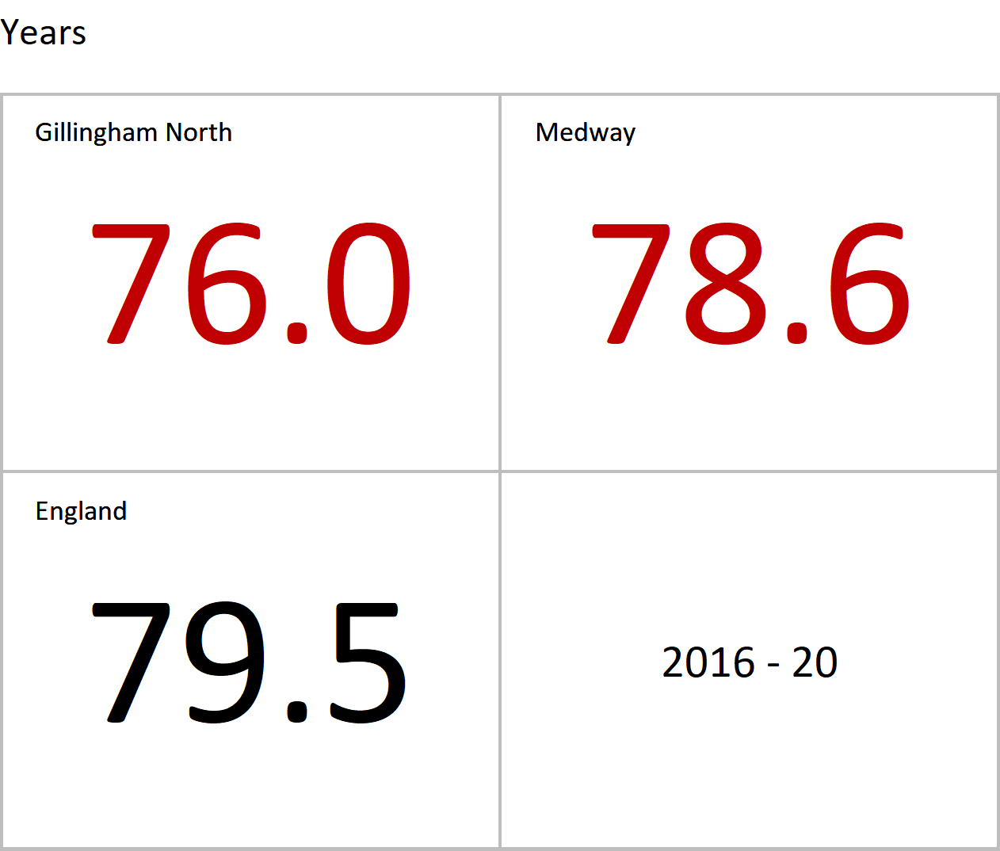 Years
Gillingham North
76.0
Medway
78.6
England
79.5
2016 - 20